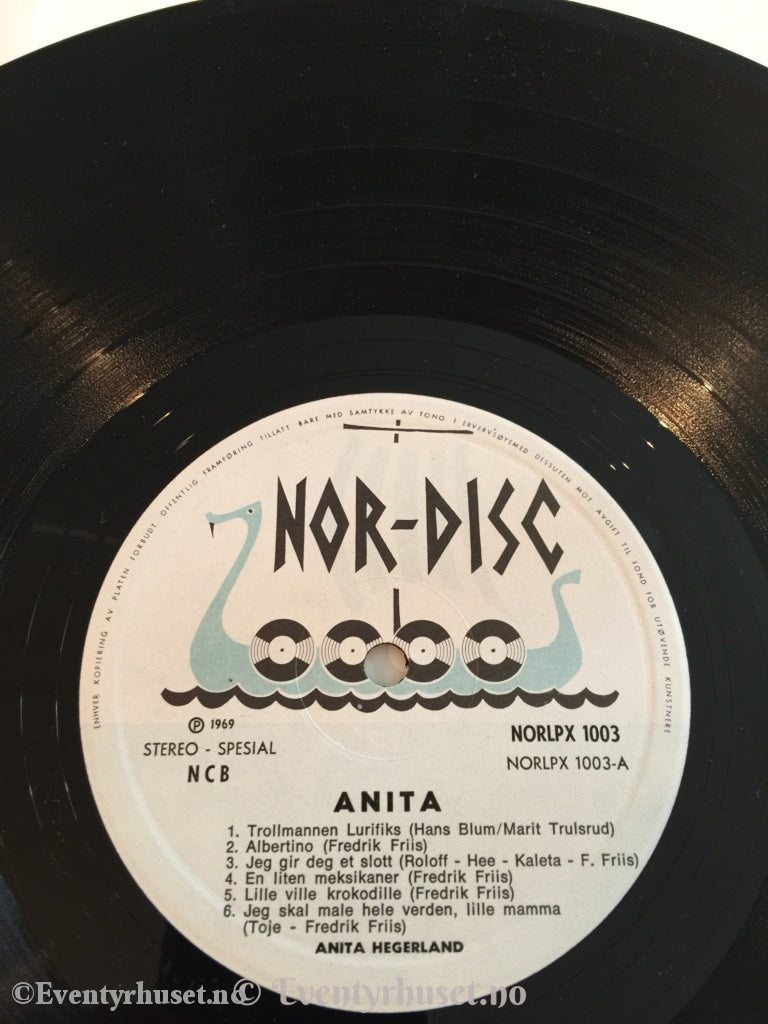 ENHVER KOPIERING AV PLATEN FORBUDT OFFENTLIG FRAMFØRING TILLATT BARE MED SAMTYKKE AV TONO I ERVERVSØYEMED DESSUTEN MOT AVGIFT TIL FOND FOR UTØVENDE KUNSTNERE
NOR-DISC
Ⓟ 1969
STEREO - SPESIAL
NCB
NORLPX 1003
NORLPX 1003-A
ANITA
1. Trollmannen Lurifiks (Hans Blum/Marit Trulsrud)
2. Albertino (Fredrik Friis)
3. Jeg gir deg et slott (Roloff - Hee - Kaleta - F. Friis)
4. En liten meksikaner (Fredrik Friis)
5. Lille ville krokodille (Fredrik Friis)
6. Jeg skal male hele verden, lille mamma
(Toje - Fredrik Friis)
ANITA HEGERLAND
©Eventyrhuset.no © Eventyrhuset.no